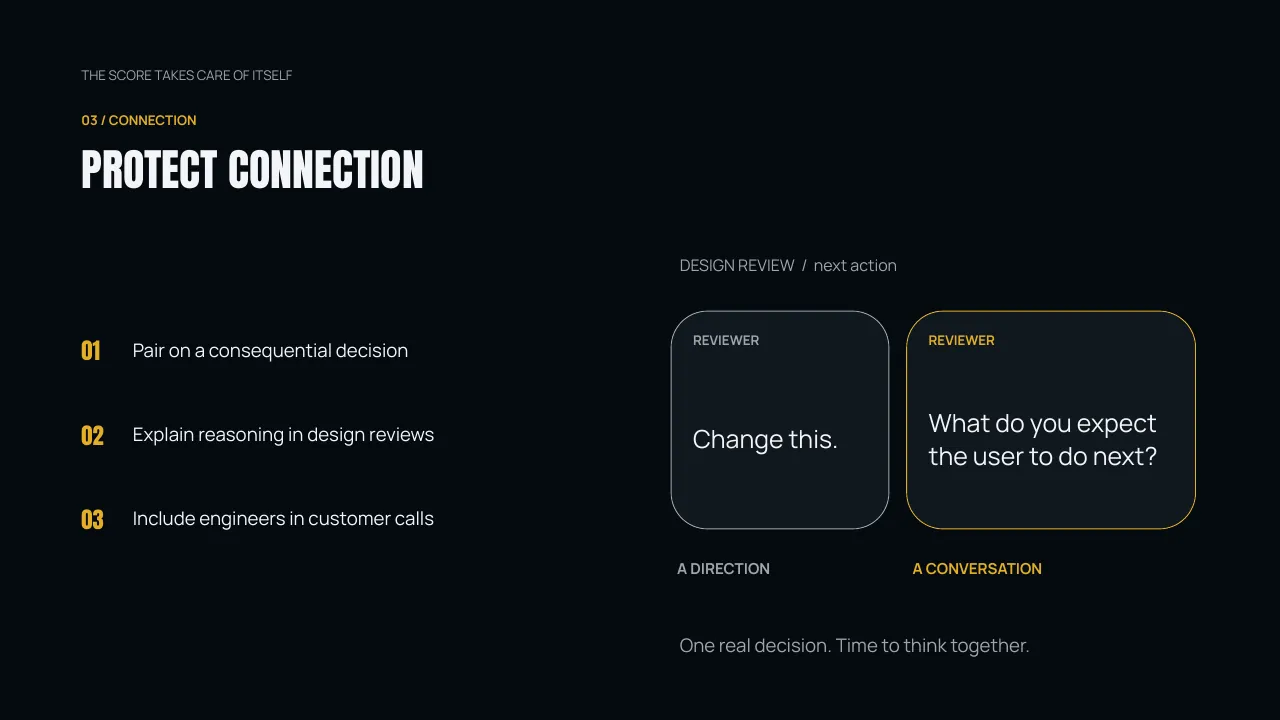 THE SCORE TAKES CARE OF ITSELF
03 / CONNECTION
PROTECT CONNECTION
01 Pair on a consequential decision
02 Explain reasoning in design reviews
03 Include engineers in customer calls
DESIGN REVIEW / next action
REVIEWER
Change this.
A DIRECTION
REVIEWER
What do you expect
the user to do next?
A CONVERSATION
One real decision. Time to think together.